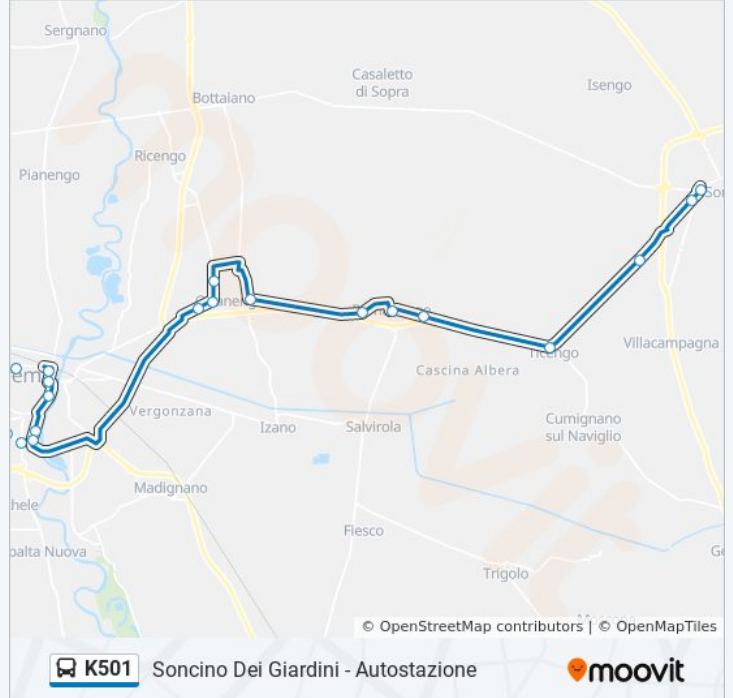 Sergnano
Casaletto
di Sopra
Isengo
Bottaiano
Ricengo
Pianengo
Villacampagna
Cascina Albera
Vergonzana
Cumignano
sul Naviglio
Izano
Salvirola
Madignano
Fiesco
Trigolo
© OpenStreetMap contributors | © OpenMapTiles
K501 Soncino Dei Giardini - Autostazione moovit